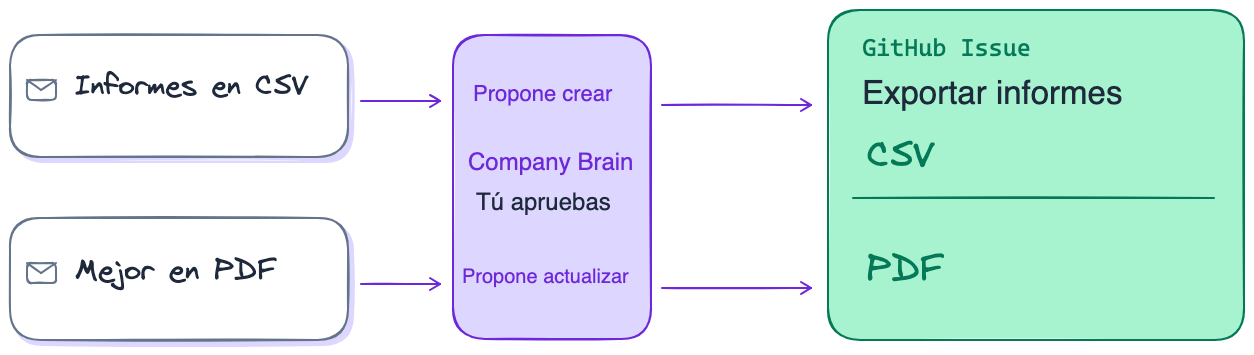 Informes en CSV
Mejor en PDF
Propone crear
Company Brain
Tú apruebas
Propone actualizar
GitHub Issue
Exportar informes
CSV
PDF